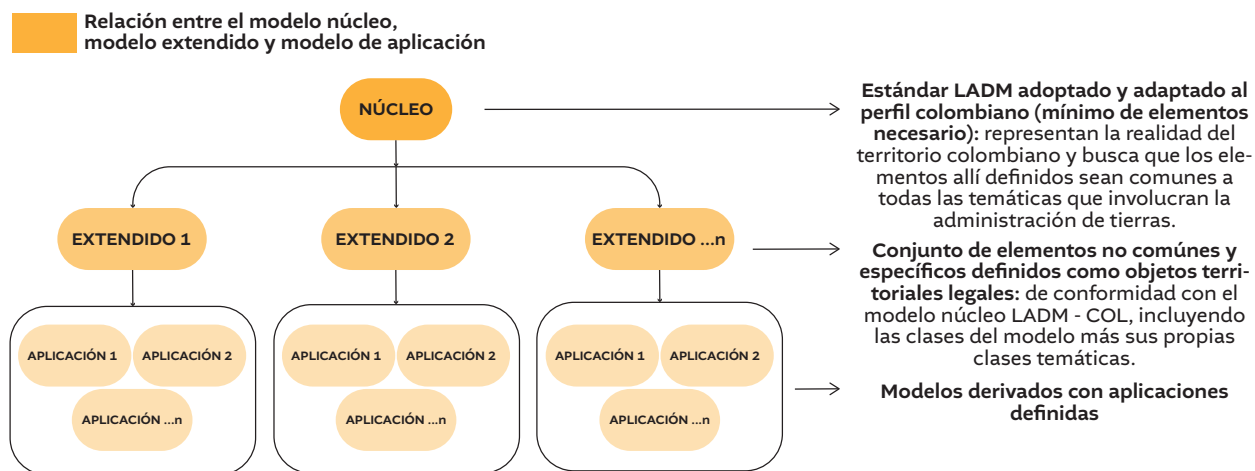 Relación entre el modelo núcleo,
modelo extendido y modelo de aplicación
NÚCLEO
Estándar LADM adoptado y adaptado al
perfil colombiano (mínimo de elementos
necesario): representan la realidad del
territorio colombiano y busca que los ele-
mentos allí definidos sean comunes a
todas las temáticas que involucran la
administración de tierras.
EXTENDIDO 1
EXTENDIDO 2
EXTENDIDO ...n
Conjunto de elementos no comúnes y
específicos definidos como objetos terri-
toriales legales: de conformidad con el
modelo núcleo LADM - COL, incluyendo
las clases del modelo más sus propias
clases temáticas.
APLICACIÓN 1
APLICACIÓN 2
APLICACIÓN ...n
APLICACIÓN 1
APLICACIÓN 2
APLICACIÓN ...n
APLICACIÓN 1
APLICACIÓN 2
APLICACIÓN ...n
Modelos derivados con aplicaciones
definidas